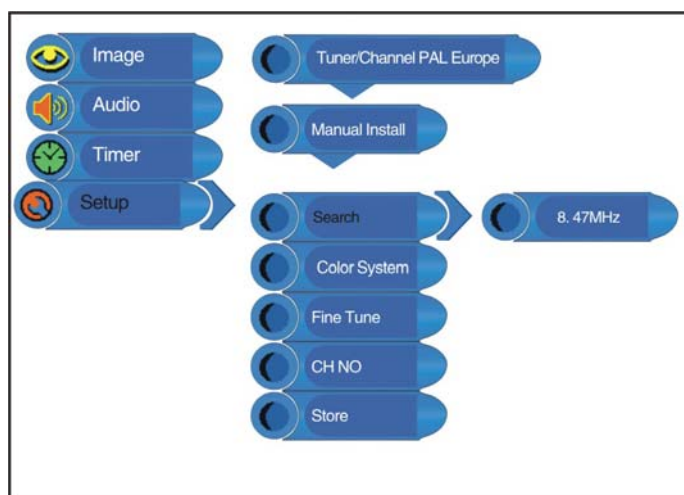 Image
Audio
Timer
Setup
Tuner/Channel PAL Europe
Manual Install
Search
8. 47MHz
Color System
Fine Tune
CH NO
Store